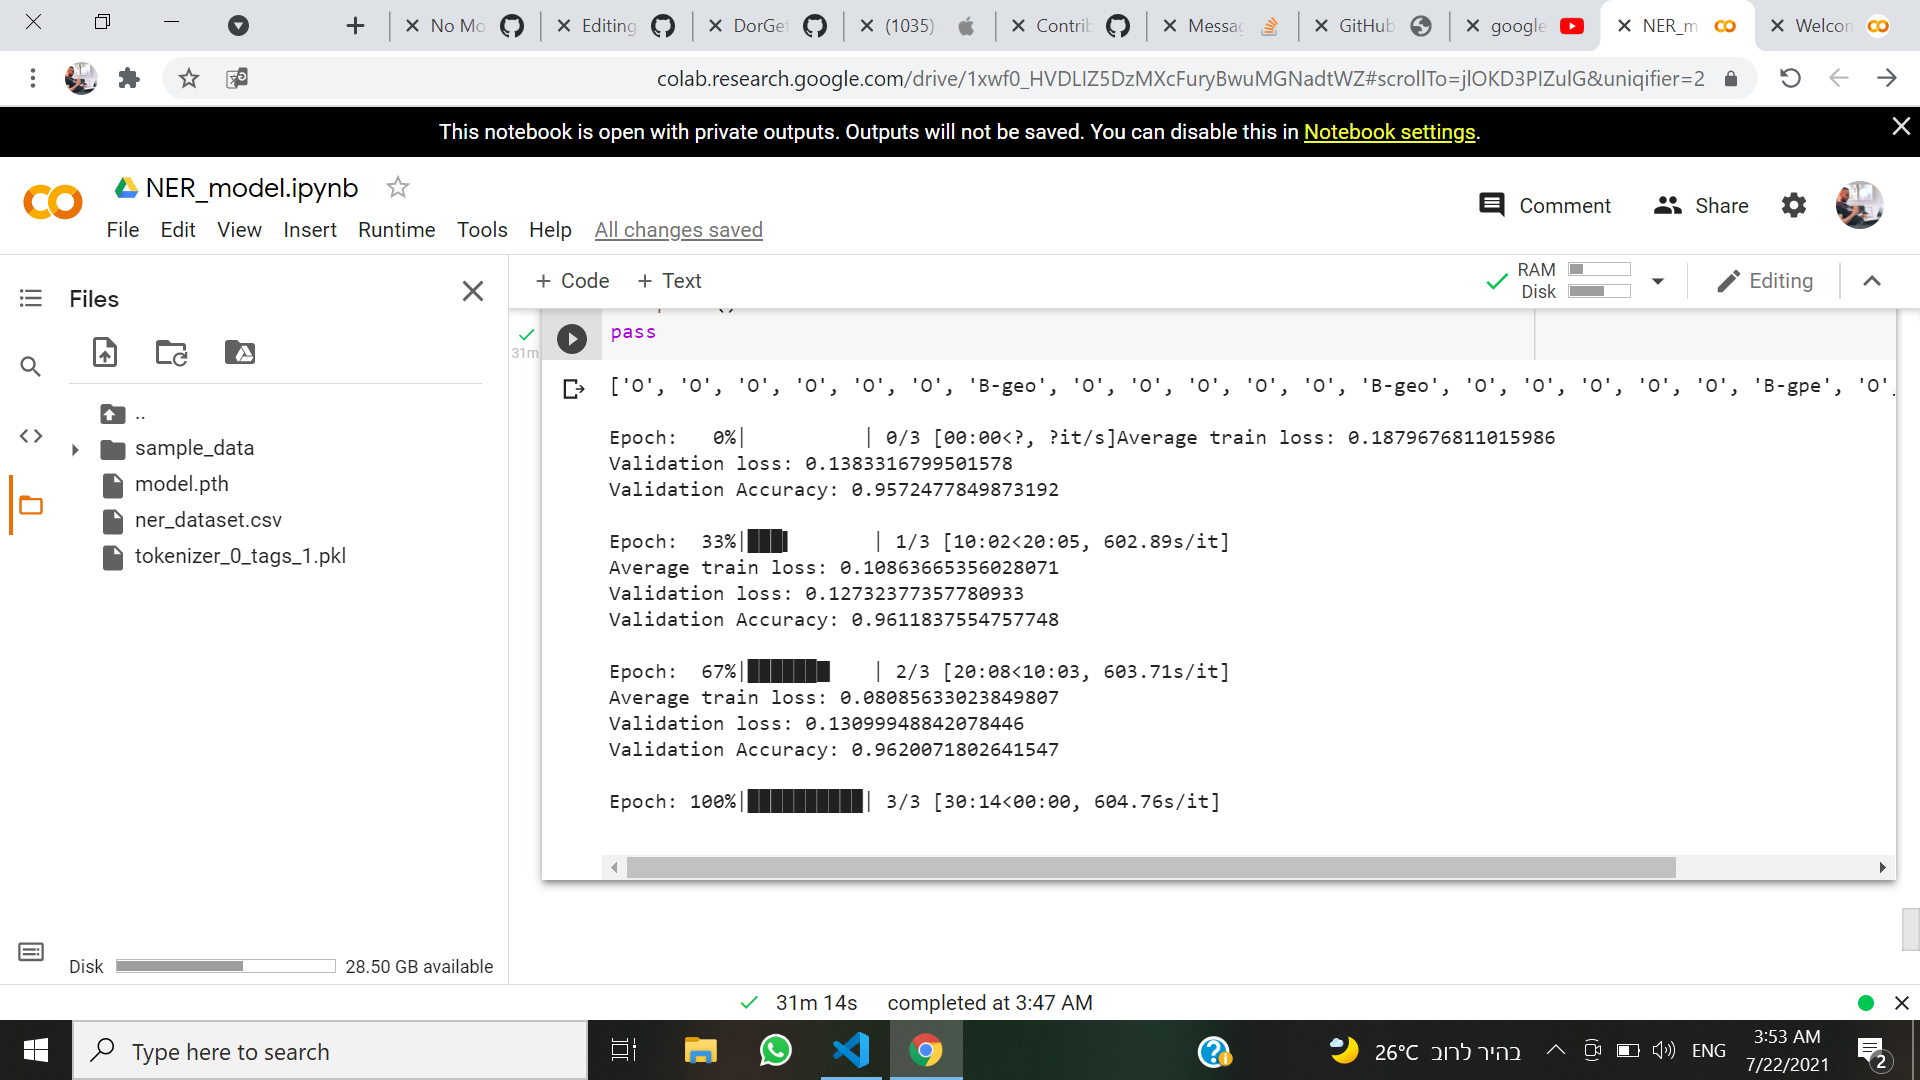 No Mo
Editing
DorGet
(1035)
Contrib
Messag
GitHub
google
NER_m
Welcon
colab.research.google.com/drive/1xwf0_HVDLIZ5DzMXcFuryBwuMGNadtWZ#scrollTo=jlOKD3PIZulG&uniqifier=2
This notebook is open with private outputs. Outputs will not be saved. You can disable this in Notebook settings.
NER_model.ipynb
Comment
Share
File Edit View Insert Runtime Tools Help All changes saved
Files
+ Code + Text
RAM
Disk
Editing
pass
31m
['O', 'O', 'O', 'O', 'O', 'O', 'B-geo', 'O', 'O', 'O', 'O', 'O', 'B-geo', 'O', 'O', 'O', 'O', 'O', 'B-gpe', 'O',
..
sample_data
model.pth
ner_dataset.csv
tokenizer_0_tags_1.pkl
Epoch: 0%| | 0/3 [00:00<?, ?it/s]Average train loss: 0.1879676811015986
Validation loss: 0.1383316799501578
Validation Accuracy: 0.9572477849873192
Epoch: 33%|███▎ | 1/3 [10:02<20:05, 602.89s/it]
Average train loss: 0.10863665356028071
Validation loss: 0.12732377357780933
Validation Accuracy: 0.9611837554757748
Epoch: 67%|██████▋ | 2/3 [20:08<10:03, 603.71s/it]
Average train loss: 0.08085633023849807
Validation loss: 0.13099948842078446
Validation Accuracy: 0.9620071802641547
Epoch: 100%|██████████| 3/3 [30:14<00:00, 604.76s/it]
Disk 28.50 GB available
31m 14s completed at 3:47 AM
Type here to search
26°C בהיר לרוב
ENG
3:53 AM
7/22/2021
2